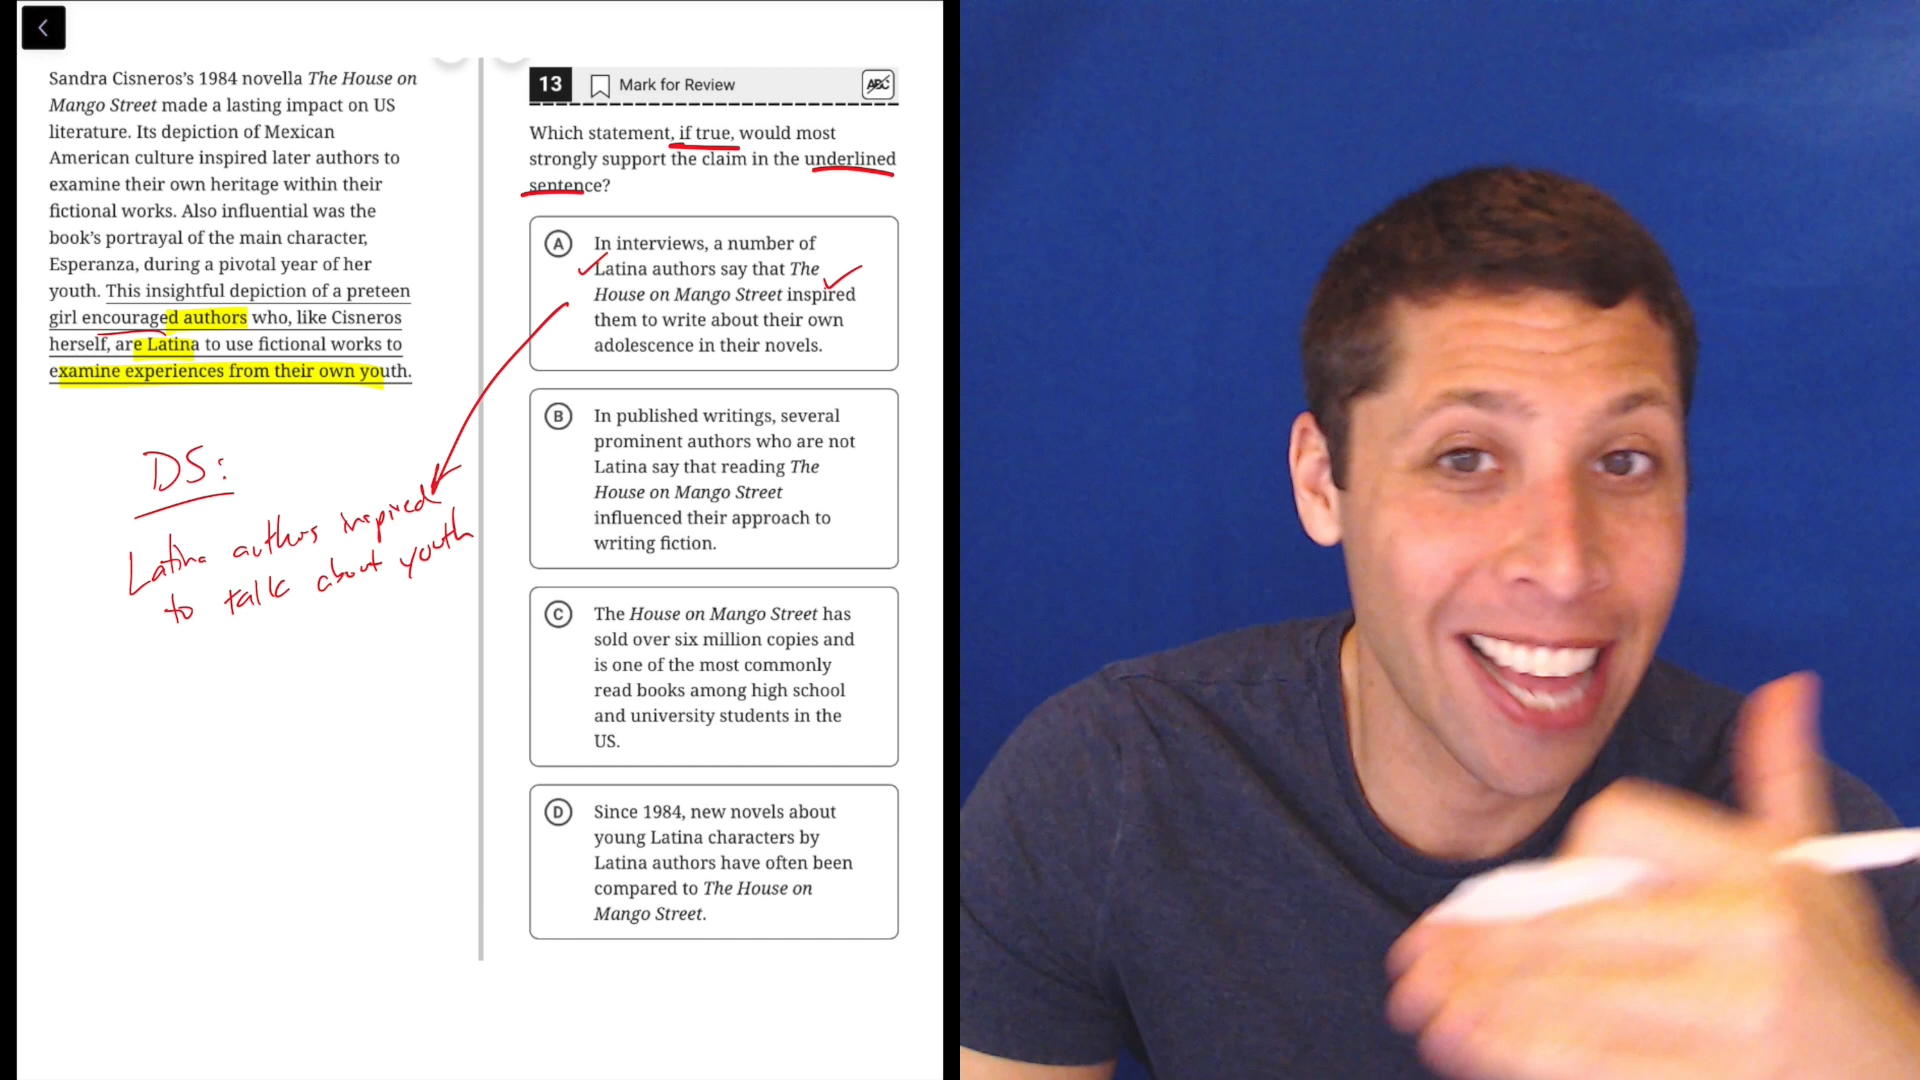 Sandra Cisneros’s 1984 novella The House on
Mango Street made a lasting impact on US
literature. Its depiction of Mexican
American culture inspired later authors to
examine their own heritage within their
fictional works. Also influential was the
book’s portrayal of the main character,
Esperanza, during a pivotal year of her
youth. This insightful depiction of a preteen
girl encouraged authors who, like Cisneros
herself, are Latina to use fictional works to
examine experiences from their own youth.
DS:
Latina authors inspired
to talk about youth
13 Mark for Review ABC
Which statement, if true, would most
strongly support the claim in the underlined
sentence?
A In interviews, a number of
Latina authors say that The
House on Mango Street inspired
them to write about their own
adolescence in their novels.
B In published writings, several
prominent authors who are not
Latina say that reading The
House on Mango Street
influenced their approach to
writing fiction.
C The House on Mango Street has
sold over six million copies and
is one of the most commonly
read books among high school
and university students in the
US.
D Since 1984, new novels about
young Latina characters by
Latina authors have often been
compared to The House on
Mango Street.